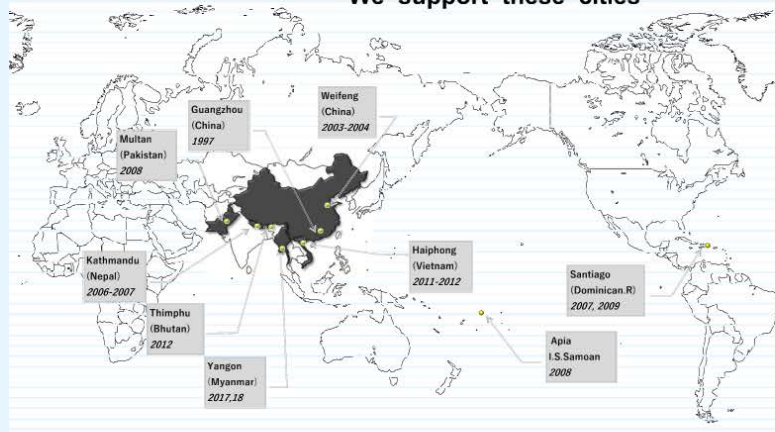 We support these cities
Weifeng
(China)
2003-2004
Guangzhou
(China)
1997
Multan
(Pakistan)
2008
Kathmandu
(Nepal)
2006-2007
Haiphong
(Vietnam)
2011-2012
Santiago
(Dominican.R)
2007, 2009
Thimphu
(Bhutan)
2012
Apia
I.S.Samoan
2008
Yangon
(Myanmar)
2017,18